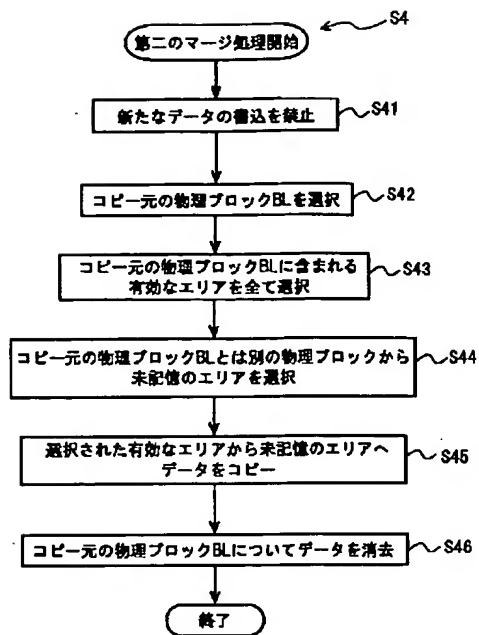 S4
第二のマージ処理開始
新たなデータの書込を禁止
S41
コピー元の物理ブロックBLを選択
S42
コピー元の物理ブロックBLに含まれる
有効なエリアを全て選択
S43
コピー元の物理ブロックBLとは別の物理ブロックから
未記憶のエリアを選択
S44
選択された有効なエリアから未記憶のエリアへ
データをコピー
S45
コピー元の物理ブロックBLについてデータを消去
S46
終了